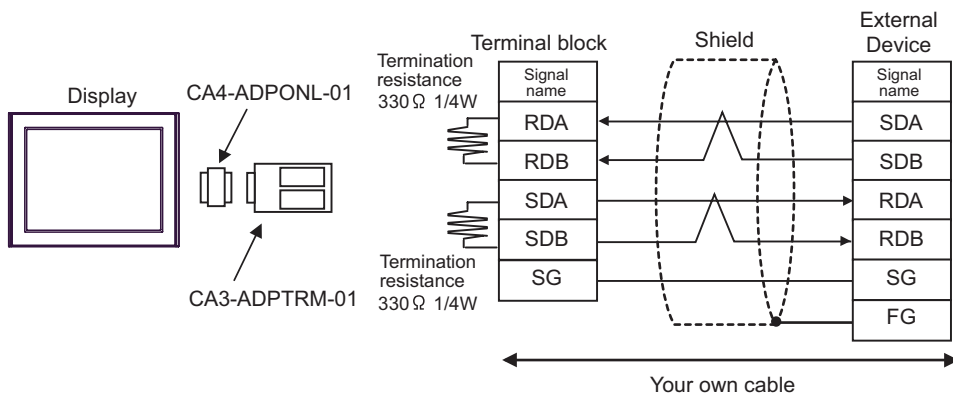 Display
CA4-ADPONL-01
CA3-ADPTRM-01
Termination
resistance
330Ω 1/4W
Termination
resistance
330Ω 1/4W
Terminal block
Signal
name
RDA
RDB
SDA
SDB
SG
Shield
External
Device
Signal
name
SDA
SDB
RDA
RDB
SG
FG
Your own cable